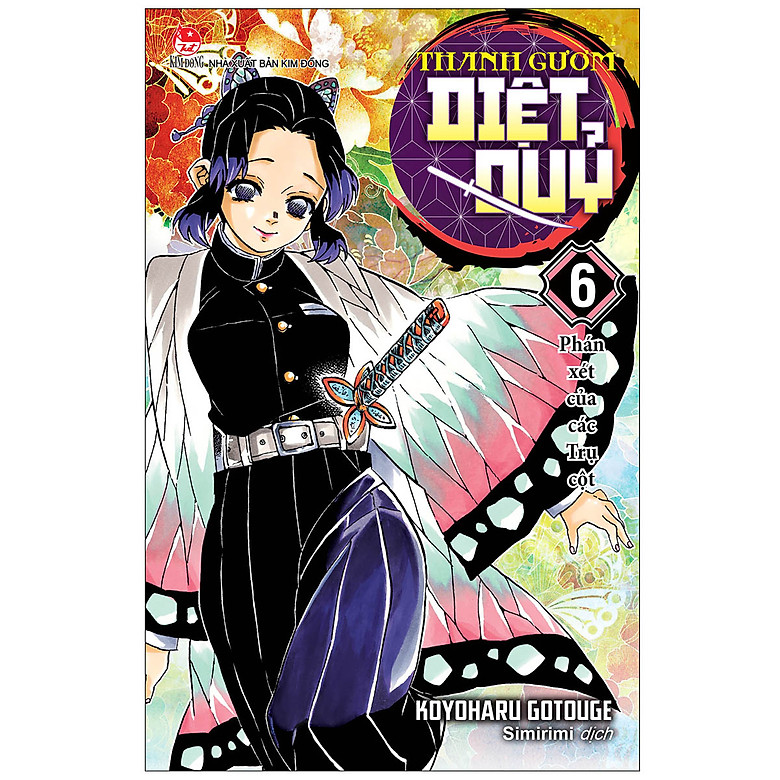 KIM ĐỒNG NHÀ XUẤT BẢN KIM ĐỒNG
THANH GƯƠM
DIỆT
QUỶ
6
Phán
xét
của
các
Trụ
cột
KOYOHARU GOTOUGE
Simirimi dịch